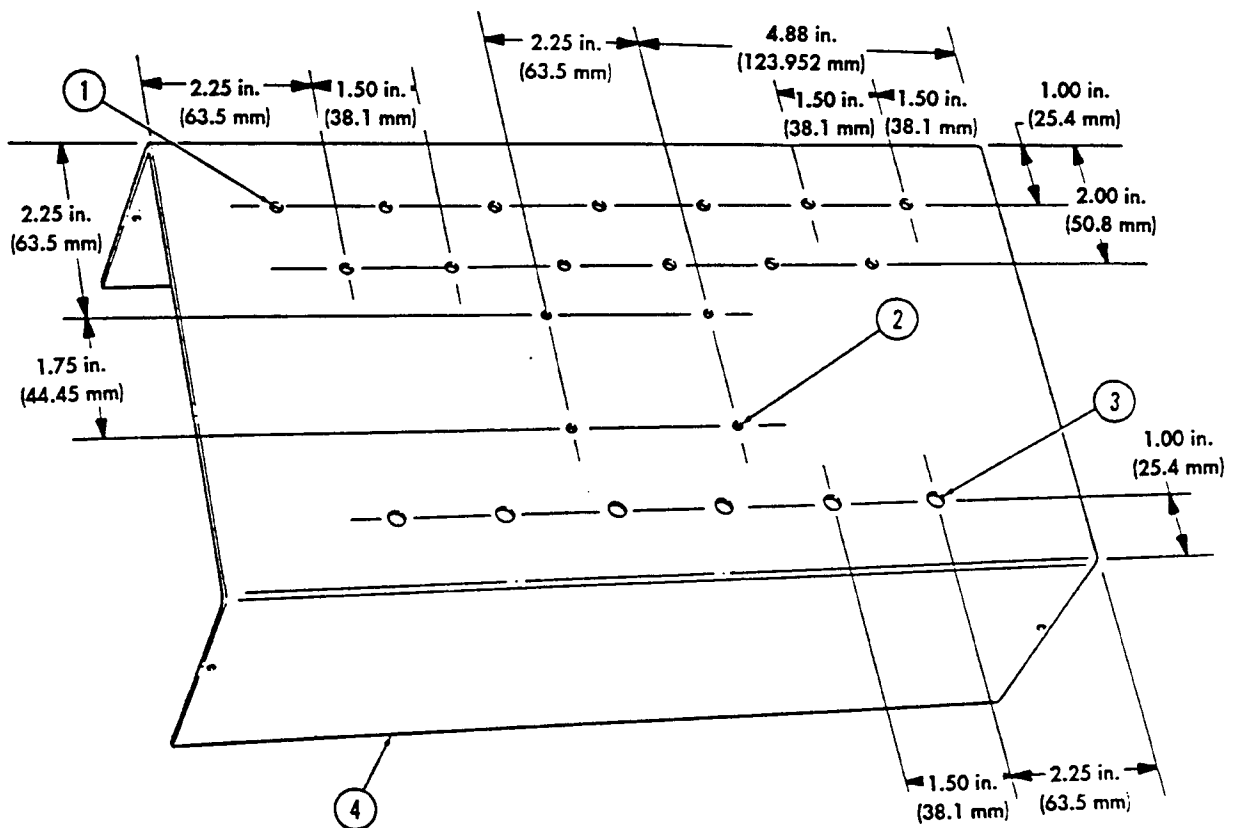 2.25 in.
(63.5 mm)
4.88 in.
(123.952 mm)
1
2.25 in.
(63.5 mm)
1.50 in.
(38.1 mm)
1.50 in.
(38.1 mm)
1.50 in.
(38.1 mm)
1.00 in.
(25.4 mm)
2.25 in.
(63.5 mm)
2.00 in.
(50.8 mm)
2
1.75 in.
(44.45 mm)
3
1.00 in.
(25.4 mm)
1.50 in.
(38.1 mm)
2.25 in.
(63.5 mm)
4